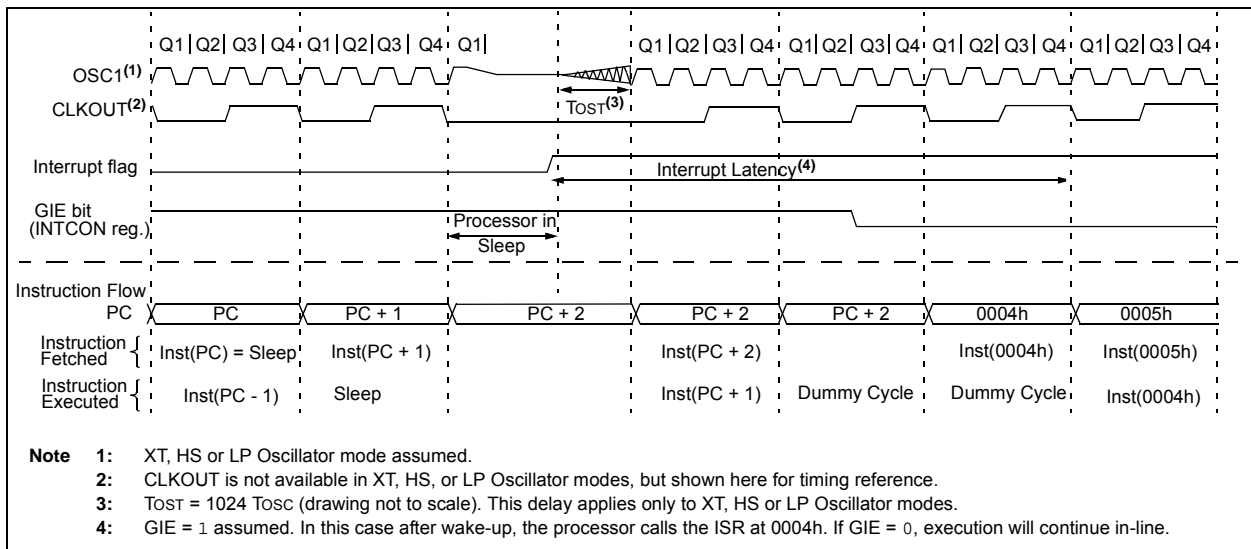 Q1 Q2 Q3 Q4 Q1 Q2 Q3 Q4 Q1 Q1 Q2 Q3 Q4 Q1 Q2 Q3 Q4 Q1 Q2 Q3 Q4 Q1 Q2 Q3 Q4
OSC1(1)
TOST(3)
CLKOUT(2)
Interrupt flag
Interrupt Latency(4)
GIE bit
(INTCON reg.)
Processor in
Sleep
Instruction Flow
PC PC PC + 1 PC + 2 PC + 2 PC + 2 0004h 0005h
Instruction
Fetched { Inst(PC) = Sleep Inst(PC + 1) Inst(PC + 2) Inst(0004h) Inst(0005h)
Instruction
Executed { Inst(PC - 1) Sleep Inst(PC + 1) Dummy Cycle Dummy Cycle Inst(0004h)
Note 1: XT, HS or LP Oscillator mode assumed.
2: CLKOUT is not available in XT, HS, or LP Oscillator modes, but shown here for timing reference.
3: TOST = 1024 TOSC (drawing not to scale). This delay applies only to XT, HS or LP Oscillator modes.
4: GIE = 1 assumed. In this case after wake-up, the processor calls the ISR at 0004h. If GIE = 0, execution will continue in-line.